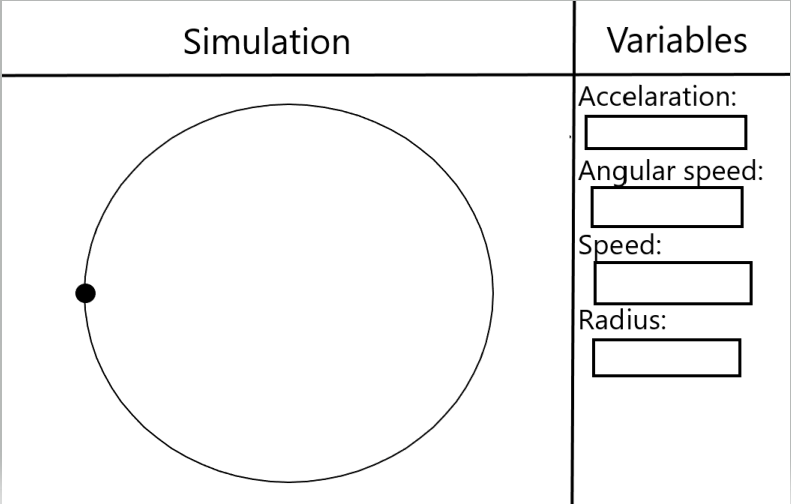 Simulation
Variables
Accelaration:
Angular speed:
Speed:
Radius: